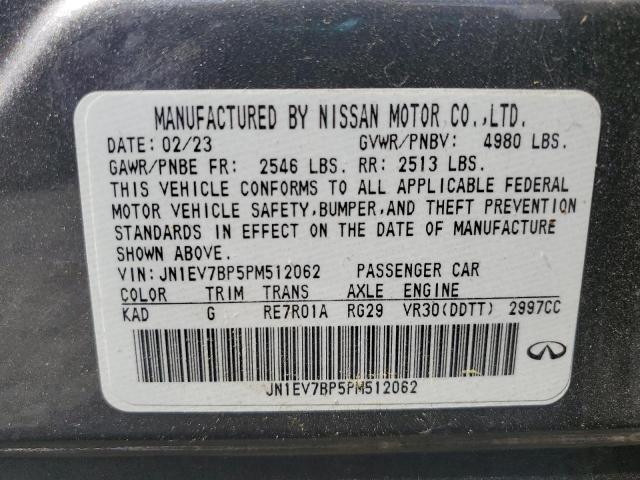 MANUFACTURED BY NISSAN MOTOR CO.,LTD.
DATE: 02/23 GVWR/PNBV: 4980 LBS.
GAWR/PNBE FR: 2546 LBS. RR: 2513 LBS.
THIS VEHICLE CONFORMS TO ALL APPLICABLE FEDERAL
MOTOR VEHICLE SAFETY,BUMPER,AND THEFT PREVENTION
STANDARDS IN EFFECT ON THE DATE OF MANUFACTURE
SHOWN ABOVE.
VIN:JN1EV7BP5PM512062 PASSENGER CAR
COLOR TRIM TRANS AXLE ENGINE
KAD G RE7R01A RG29 VR30(DDTT) 2997CC
JN1EV7BP5PM512062